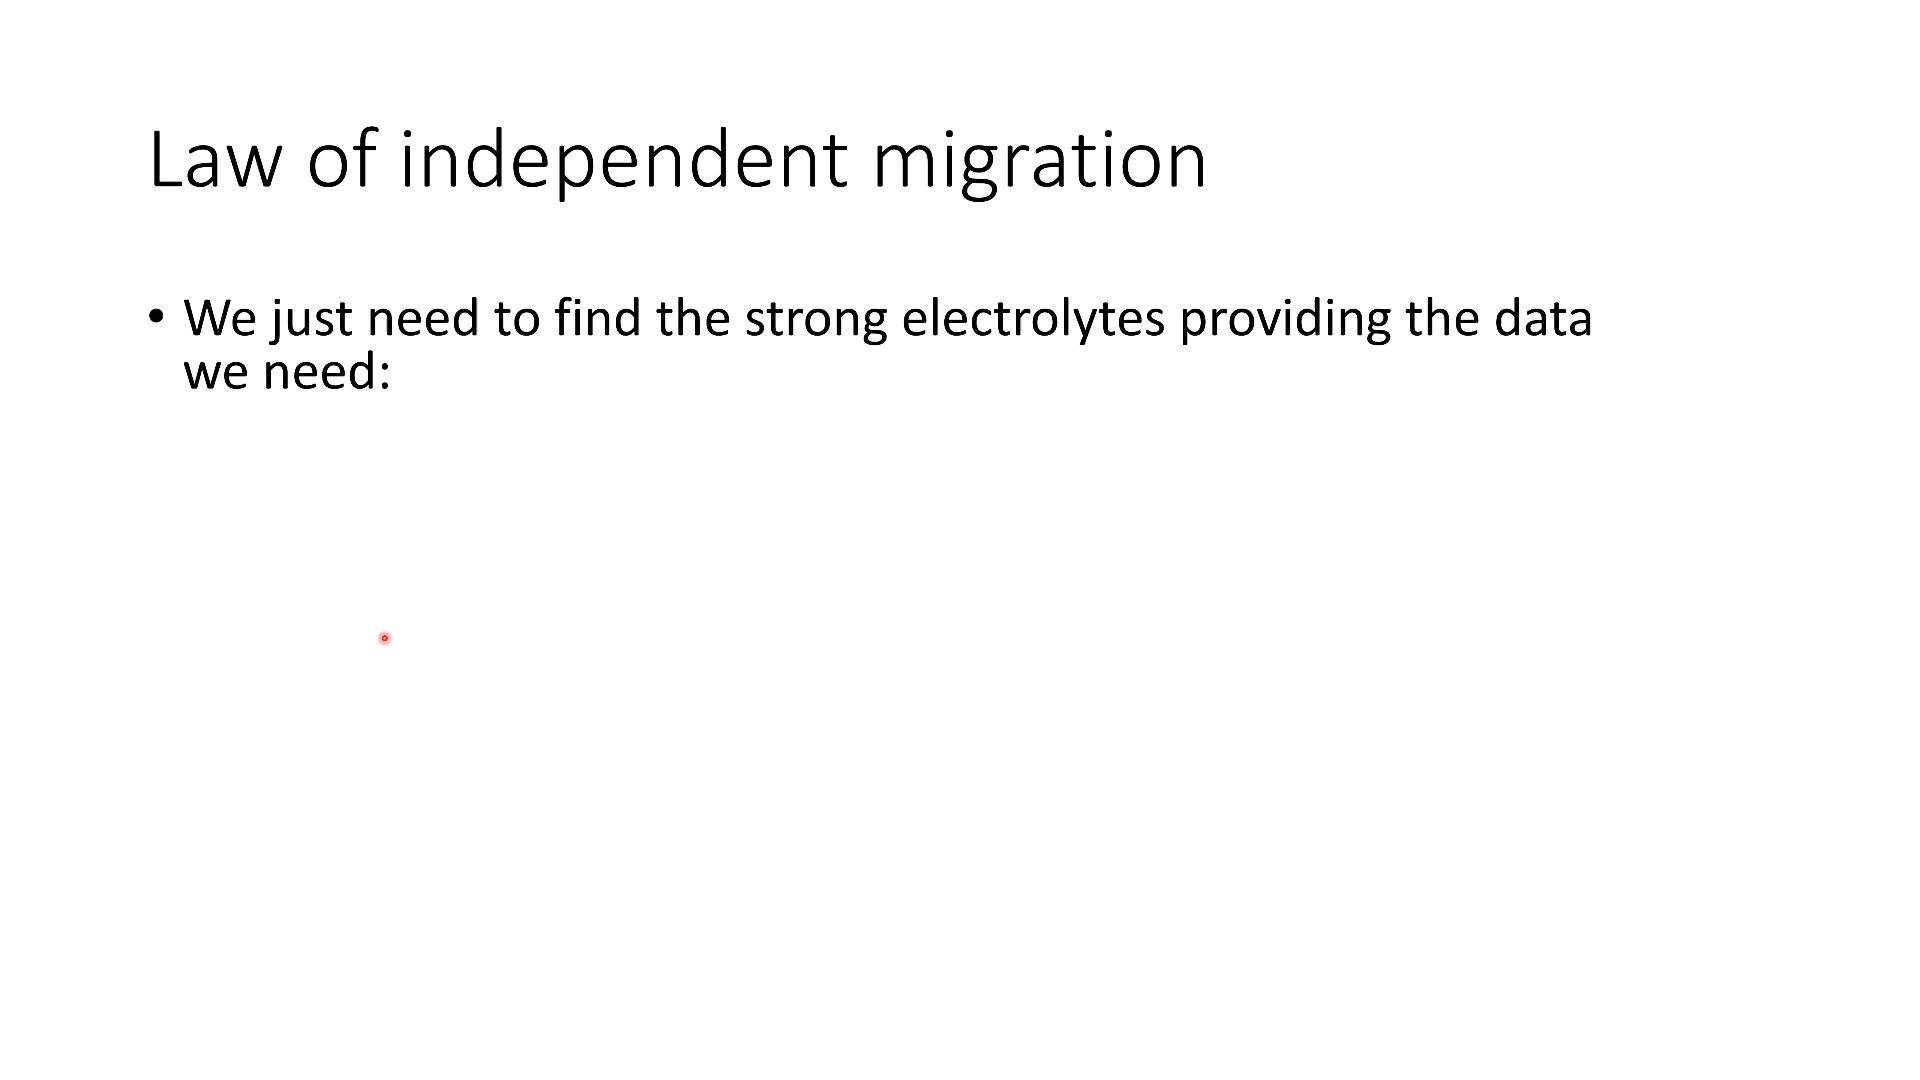 Law of independent migration
• We just need to find the strong electrolytes providing the data
we need: